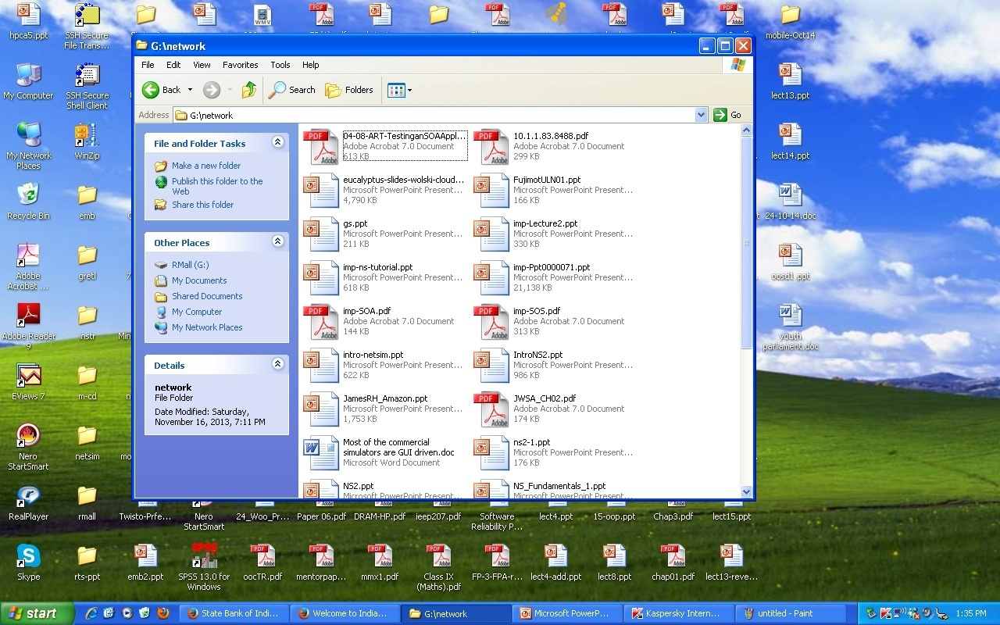 hpca5.ppt
SSH Secure
File Trans...
mobile-Oct14
G:\network
File Edit View Favorites Tools Help
Back Search Folders
Address G:\network Go
My Computer
SSH Secure
Shell Client
lect13.ppt
My Network
Places
WinZip
lect14.ppt
Recycle Bin
emb
24-10-14.doc
Adobe
Acrobat ...
gretl
oosd1.ppt
Adobe Reader
9
instr
youth
parliament.doc
EViews 7
m-cd
Nero
StartSmart
netsim
File and Folder Tasks
Make a new folder
Publish this folder to the
Web
Share this folder
Other Places
RMall (G:)
My Documents
Shared Documents
My Computer
My Network Places
Details
network
File Folder
Date Modified: Saturday,
November 16, 2013, 7:11 PM
04-08-ART-TestinganSOAAppl...
Adobe Acrobat 7.0 Document
613 KB
10.1.1.83.8488.pdf
Adobe Acrobat 7.0 Document
299 KB
eucalyptus-slides-wolski-cloud...
Microsoft PowerPoint Present...
4,790 KB
FujimotULN01.ppt
Microsoft PowerPoint Present...
166 KB
gs.ppt
Microsoft PowerPoint Present...
211 KB
imp-Lecture2.ppt
Microsoft PowerPoint Present...
330 KB
imp-ns-tutorial.ppt
Microsoft PowerPoint Present...
618 KB
imp-Ppt0000071.ppt
Microsoft PowerPoint Present...
21,138 KB
imp-SOA.pdf
Adobe Acrobat 7.0 Document
144 KB
imp-SOS.pdf
Adobe Acrobat 7.0 Document
313 KB
intro-netsim.ppt
Microsoft PowerPoint Present...
622 KB
IntroNS2.ppt
Microsoft PowerPoint Present...
986 KB
JamesRH_Amazon.ppt
Microsoft PowerPoint Present...
1,753 KB
JWSA_CH02.pdf
Adobe Acrobat 7.0 Document
174 KB
Most of the commercial
simulators are GUI driven.doc
Microsoft Word Document
ns2-1.ppt
Microsoft PowerPoint Present...
176 KB
NS2.ppt
Microsoft PowerPoint Present...
NS_Fundamentals_1.ppt
Microsoft PowerPoint Present...
RealPlayer
rmall
Twisto-Prfe...
Nero
StartSmart
24_Woo_Pr...
Paper 06.pdf
DRAM-HP.pdf
ieep207.pdf
Software
Reliability P...
lect4.ppt
15-oop.ppt
Chap3.pdf
lect15.ppt
Skype
rts-ppt
emb2.ppt
SPSS 13.0 for
Windows
oocTR.pdf
mentorpap...
mmx1.pdf
Class IX
(Maths).pdf
FP-3-FPA-r...
lect4-add.ppt
lect8.ppt
chap01.pdf
lect13-reve...
start State Bank of Indi... Welcome to India... G:\network Microsoft PowerP... Kaspersky Intern... untitled - Paint 1:35 PM